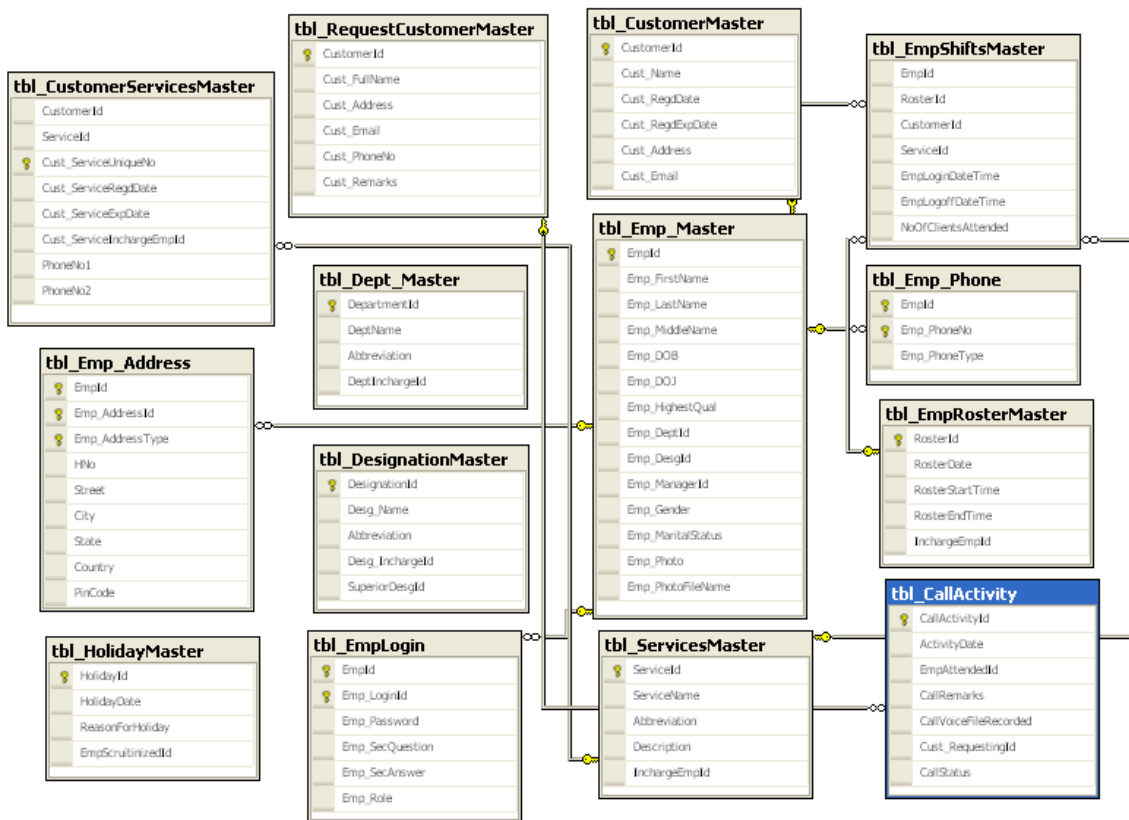 tbl_CustomerServicesMaster
CustomerId
ServiceId
Cust_ServiceUniqueNo
Cust_ServiceRegdDate
Cust_ServiceExpDate
Cust_ServiceInchargeEmpId
PhoneNo1
PhoneNo2
tbl_RequestCustomerMaster
CustomerId
Cust_FullName
Cust_Address
Cust_Email
Cust_PhoneNo
Cust_Remarks
tbl_CustomerMaster
CustomerId
Cust_Name
Cust_RegdDate
Cust_RegdExpDate
Cust_Address
Cust_Email
tbl_EmpShiftsMaster
EmpId
RosterId
CustomerId
ServiceId
EmpLoginDateTime
EmpLogoffDateTime
NoOfClientsAttended
tbl_Dept_Master
DepartmentId
DeptName
Abbreviation
DeptInchargeId
tbl_Emp_Master
EmpId
Emp_FirstName
Emp_LastName
Emp_MiddleName
Emp_DOB
Emp_DOJ
Emp_HighestQual
Emp_DeptId
Emp_DesgId
Emp_ManagerId
Emp_Gender
Emp_MaritalStatus
Emp_Photo
Emp_PhotoFileName
tbl_Emp_Phone
EmpId
Emp_PhoneNo
Emp_PhoneType
tbl_Emp_Address
EmpId
Emp_AddressId
Emp_AddressType
HNo
Street
City
State
Country
PinCode
tbl_DesignationMaster
DesignationId
Desg_Name
Abbreviation
Desg_InchargeId
SuperiorDesgId
tbl_EmpRosterMaster
RosterId
RosterDate
RosterStartTime
RosterEndTime
InchargeEmpId
tbl_HolidayMaster
HolidayId
HolidayDate
ReasonForHoliday
EmpScruitinizedId
tbl_EmpLogin
EmpId
Emp_LoginId
Emp_Password
Emp_SecQuestion
Emp_SecAnswer
Emp_Role
tbl_ServicesMaster
ServiceId
ServiceName
Abbreviation
Description
InchargeEmpId
tbl_CallActivity
CallActivityId
ActivityDate
EmpAttendedId
CallRemarks
CallVoiceFileRecorded
Cust_RequestingId
CallStatus